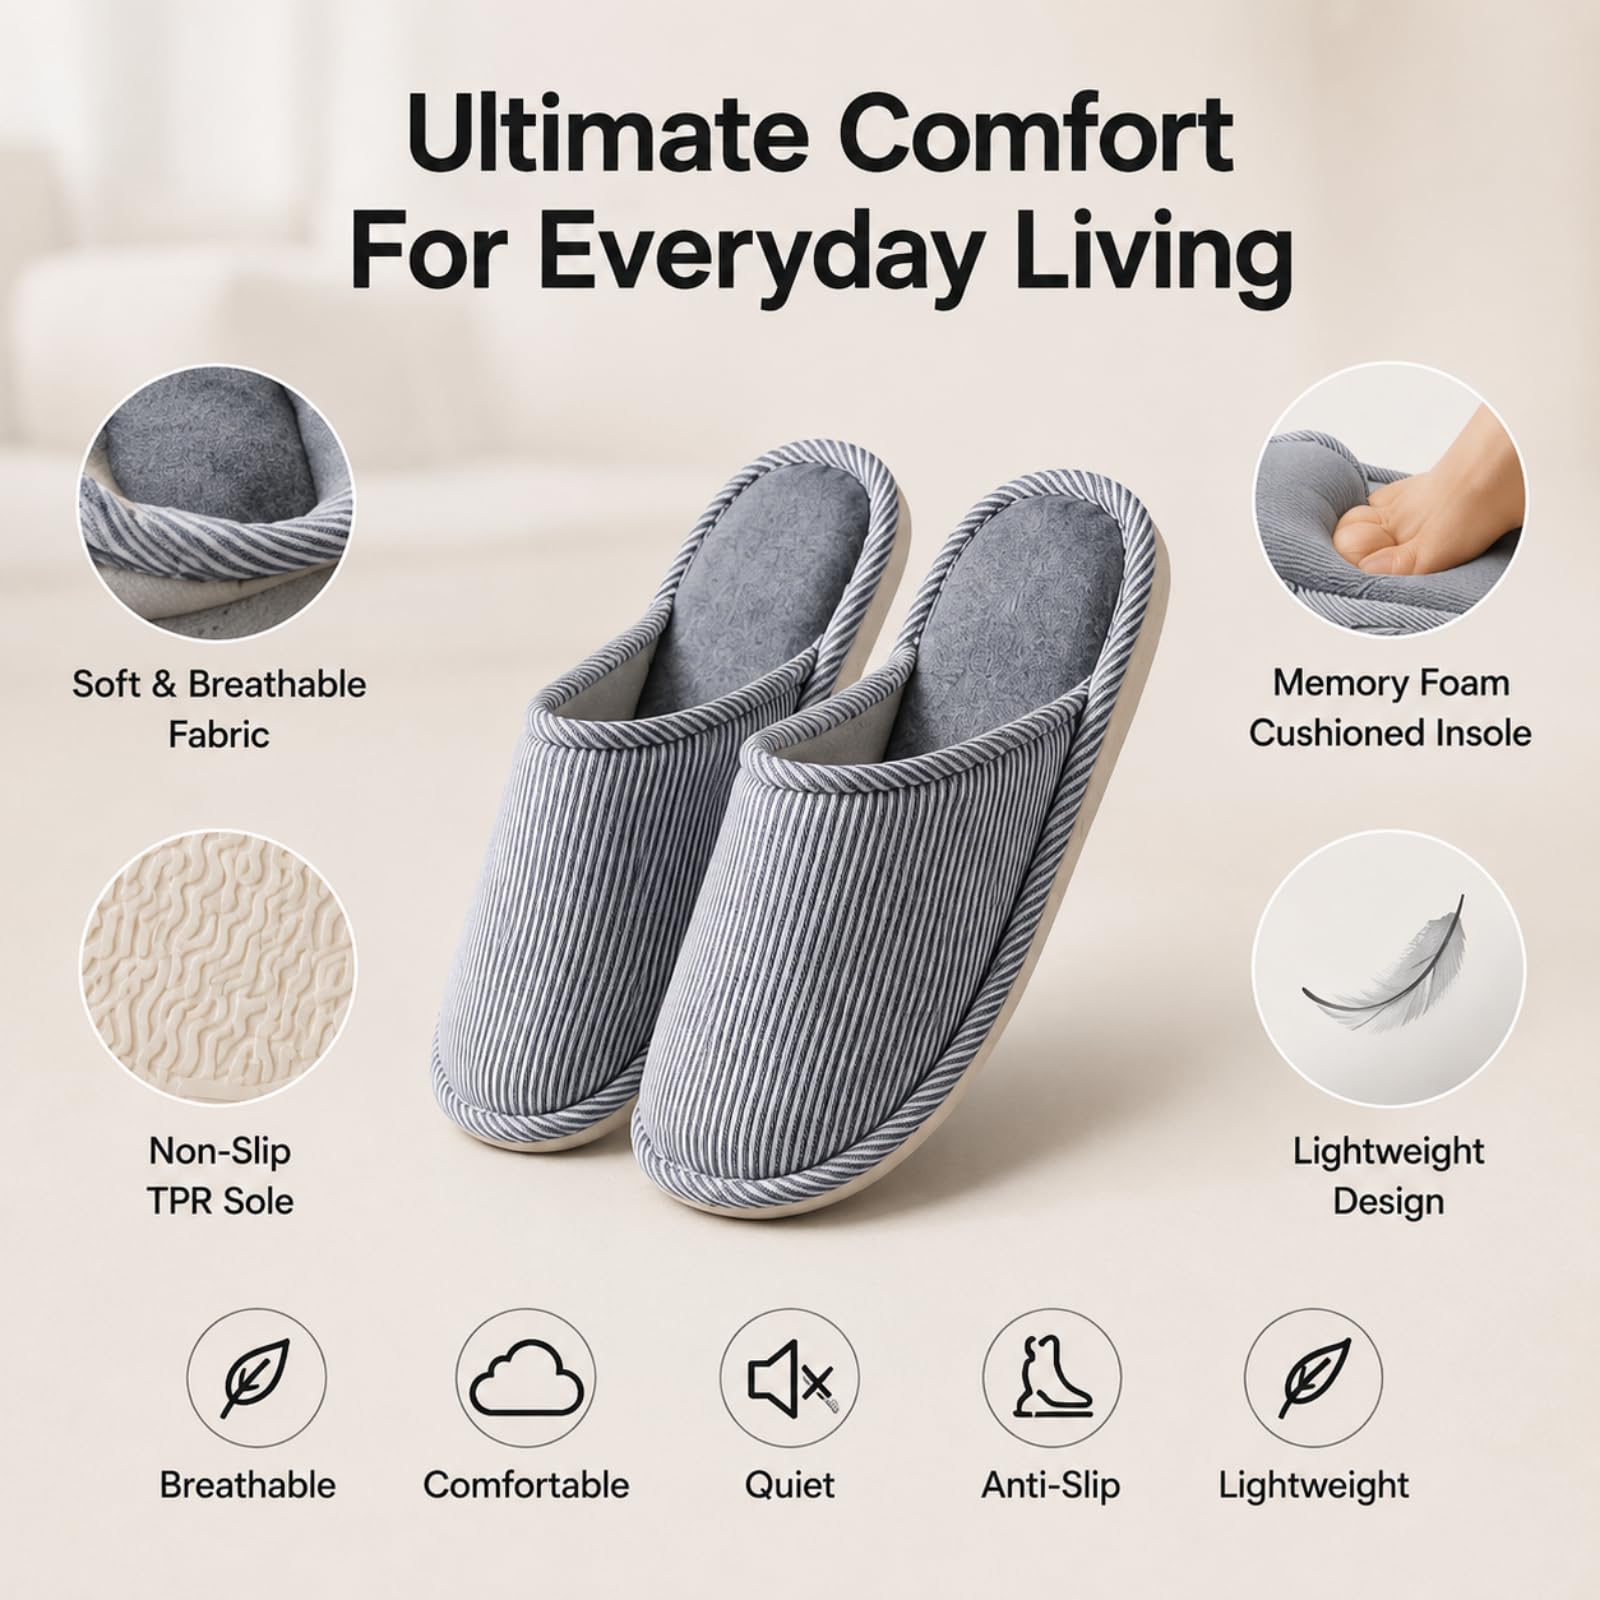 Ultimate Comfort
For Everyday Living
Soft & Breathable
Fabric
Memory Foam
Cushioned Insole
Non-Slip
TPR Sole
Lightweight
Design
Breathable
Comfortable
Quiet
Anti-Slip
Lightweight